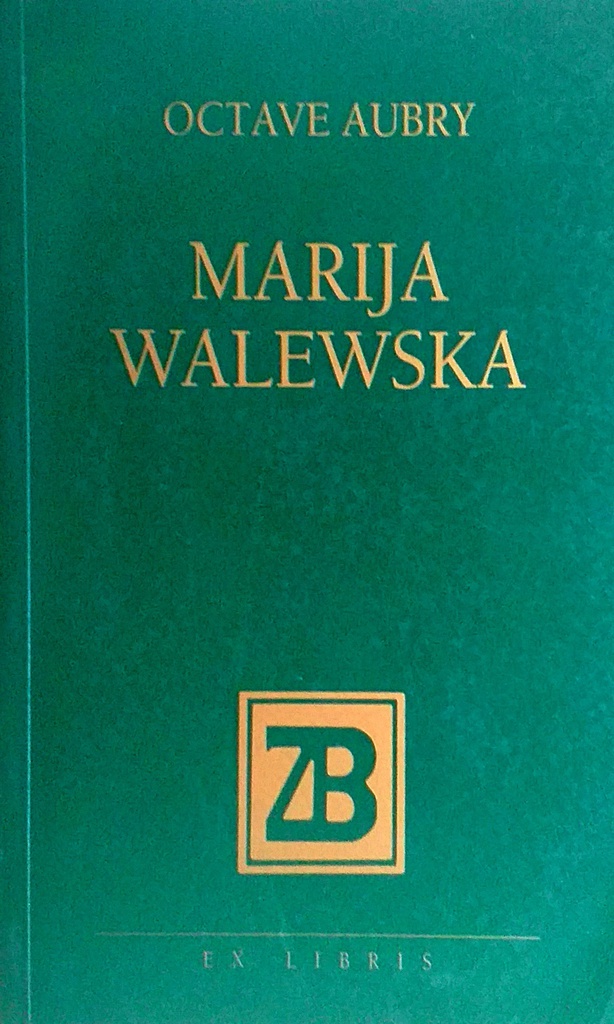 OCTAVE AUBRY
MARIJA
WALEWSKA
ZB
EX LIBRIS